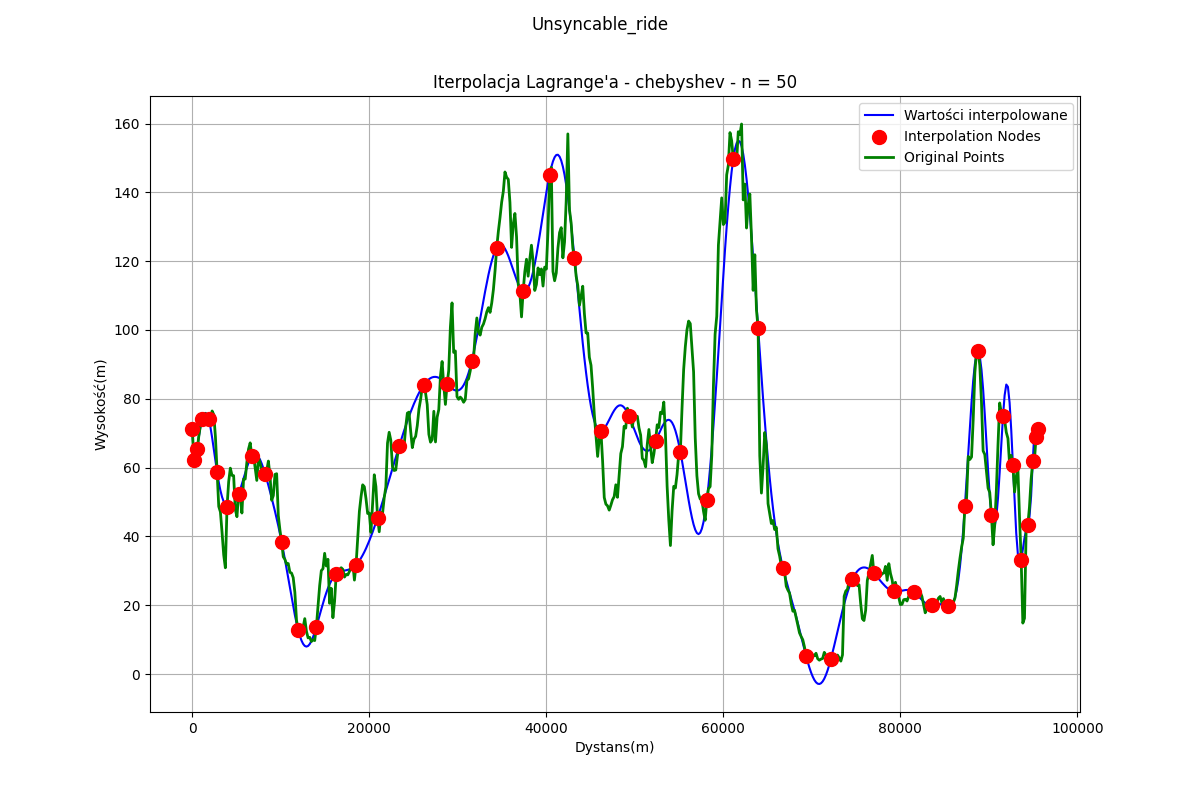 Unsyncable_ride
Iterpolacja Lagrange'a - chebyshev - n = 50
Wartości interpolowane
Interpolation Nodes
Original Points
Wysokość(m)
160
140
120
100
80
60
40
20
0
0 20000 40000 60000 80000 100000
Dystans(m)